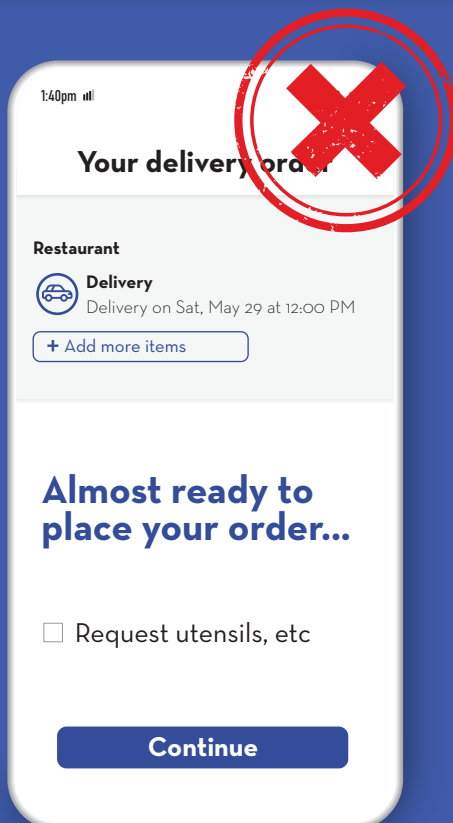 1:40pm
Your delivery order
Restaurant
Delivery
Delivery on Sat, May 29 at 12:00 PM
+ Add more items
Almost ready to
place your order...
Request utensils, etc
Continue